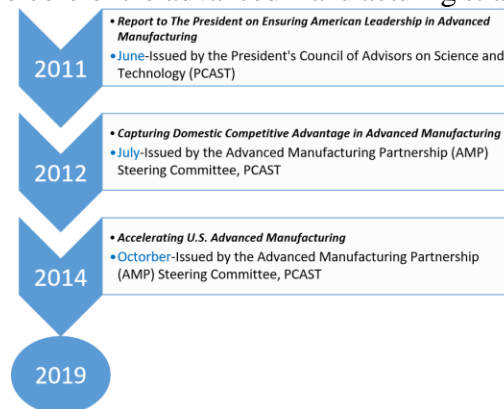 2011
• Report to The President on Ensuring American Leadership in Advanced
Manufacturing
• June-Issued by the President's Council of Advisors on Science and
Technology (PCAST)
2012
• Capturing Domestic Competitive Advantage in Advanced Manufacturing
• July-Issued by the Advanced Manufacturing Partnership (AMP)
Steering Committee, PCAST
2014
• Accelerating U.S. Advanced Manufacturing
• Octorber-Issued by the Advanced Manufacturing Partnership
(AMP) Steering Committee, PCAST
2019